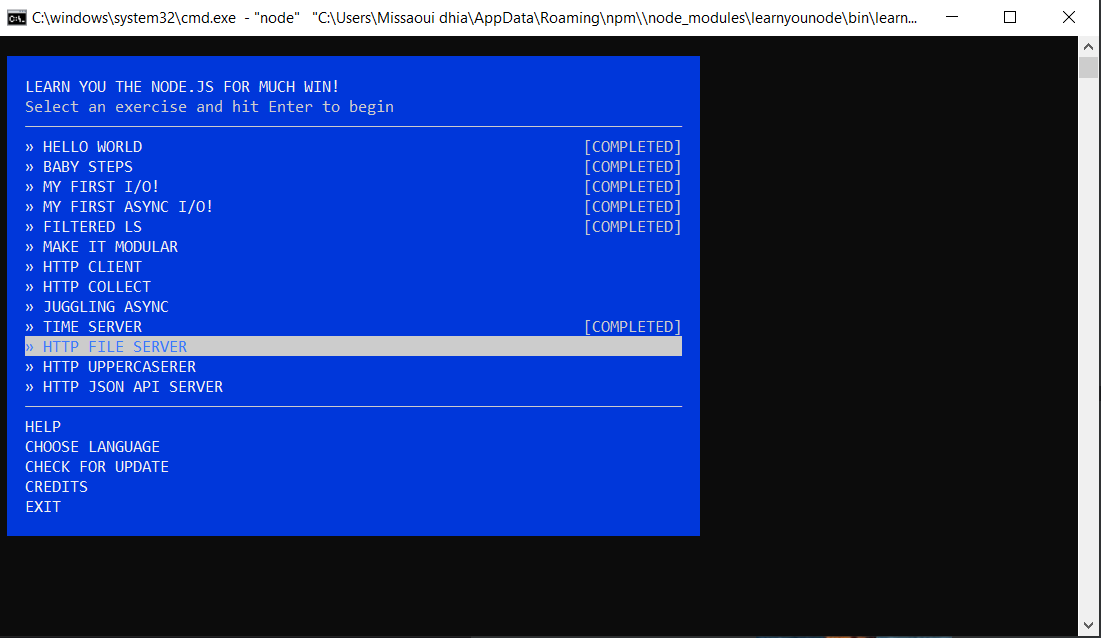 C:\windows\system32\cmd.exe - "node" "C:\Users\Missaoui dhia\AppData\Roaming\npm\\node_modules\learnyounode\bin\learn...
LEARN YOU THE NODE.JS FOR MUCH WIN!
Select an exercise and hit Enter to begin
» HELLO WORLD [COMPLETED]
» BABY STEPS [COMPLETED]
» MY FIRST I/O! [COMPLETED]
» MY FIRST ASYNC I/O! [COMPLETED]
» FILTERED LS [COMPLETED]
» MAKE IT MODULAR
» HTTP CLIENT
» HTTP COLLECT
» JUGGLING ASYNC
» TIME SERVER [COMPLETED]
» HTTP FILE SERVER
» HTTP UPPERCASERER
» HTTP JSON API SERVER
HELP
CHOOSE LANGUAGE
CHECK FOR UPDATE
CREDITS
EXIT